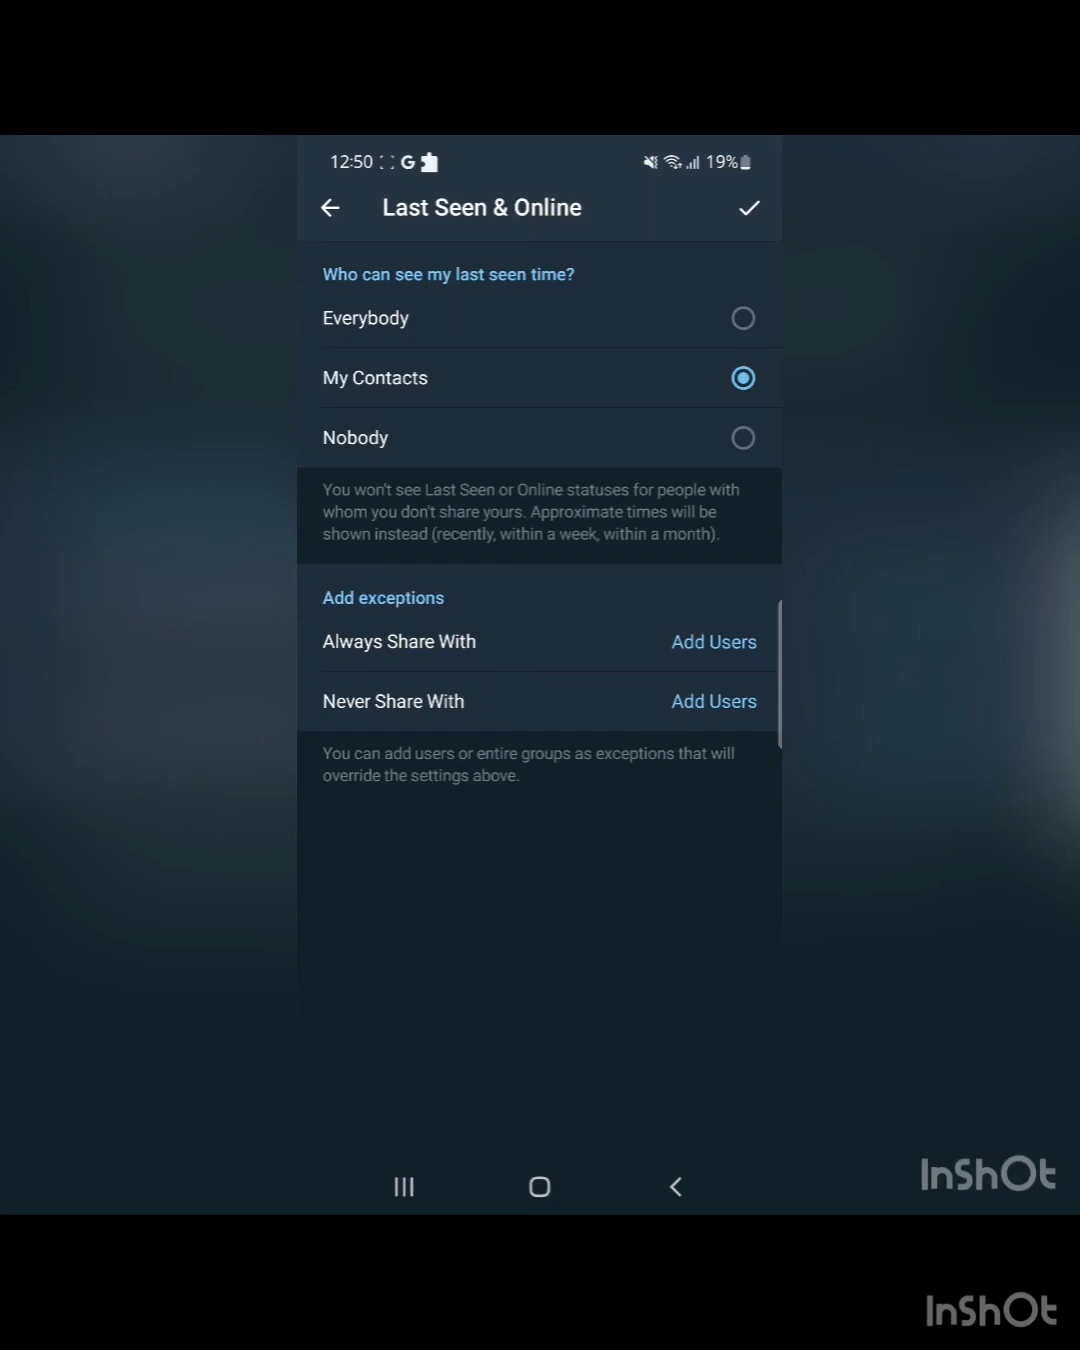 12:50 G 19%
Last Seen & Online
Who can see my last seen time?
Everybody
My Contacts
Nobody
You won't see Last Seen or Online statuses for people with
whom you don't share yours. Approximate times will be
shown instead (recently, within a week, within a month).
Add exceptions
Always Share With Add Users
Never Share With Add Users
You can add users or entire groups as exceptions that will
override the settings above.
InShOt
InShOt